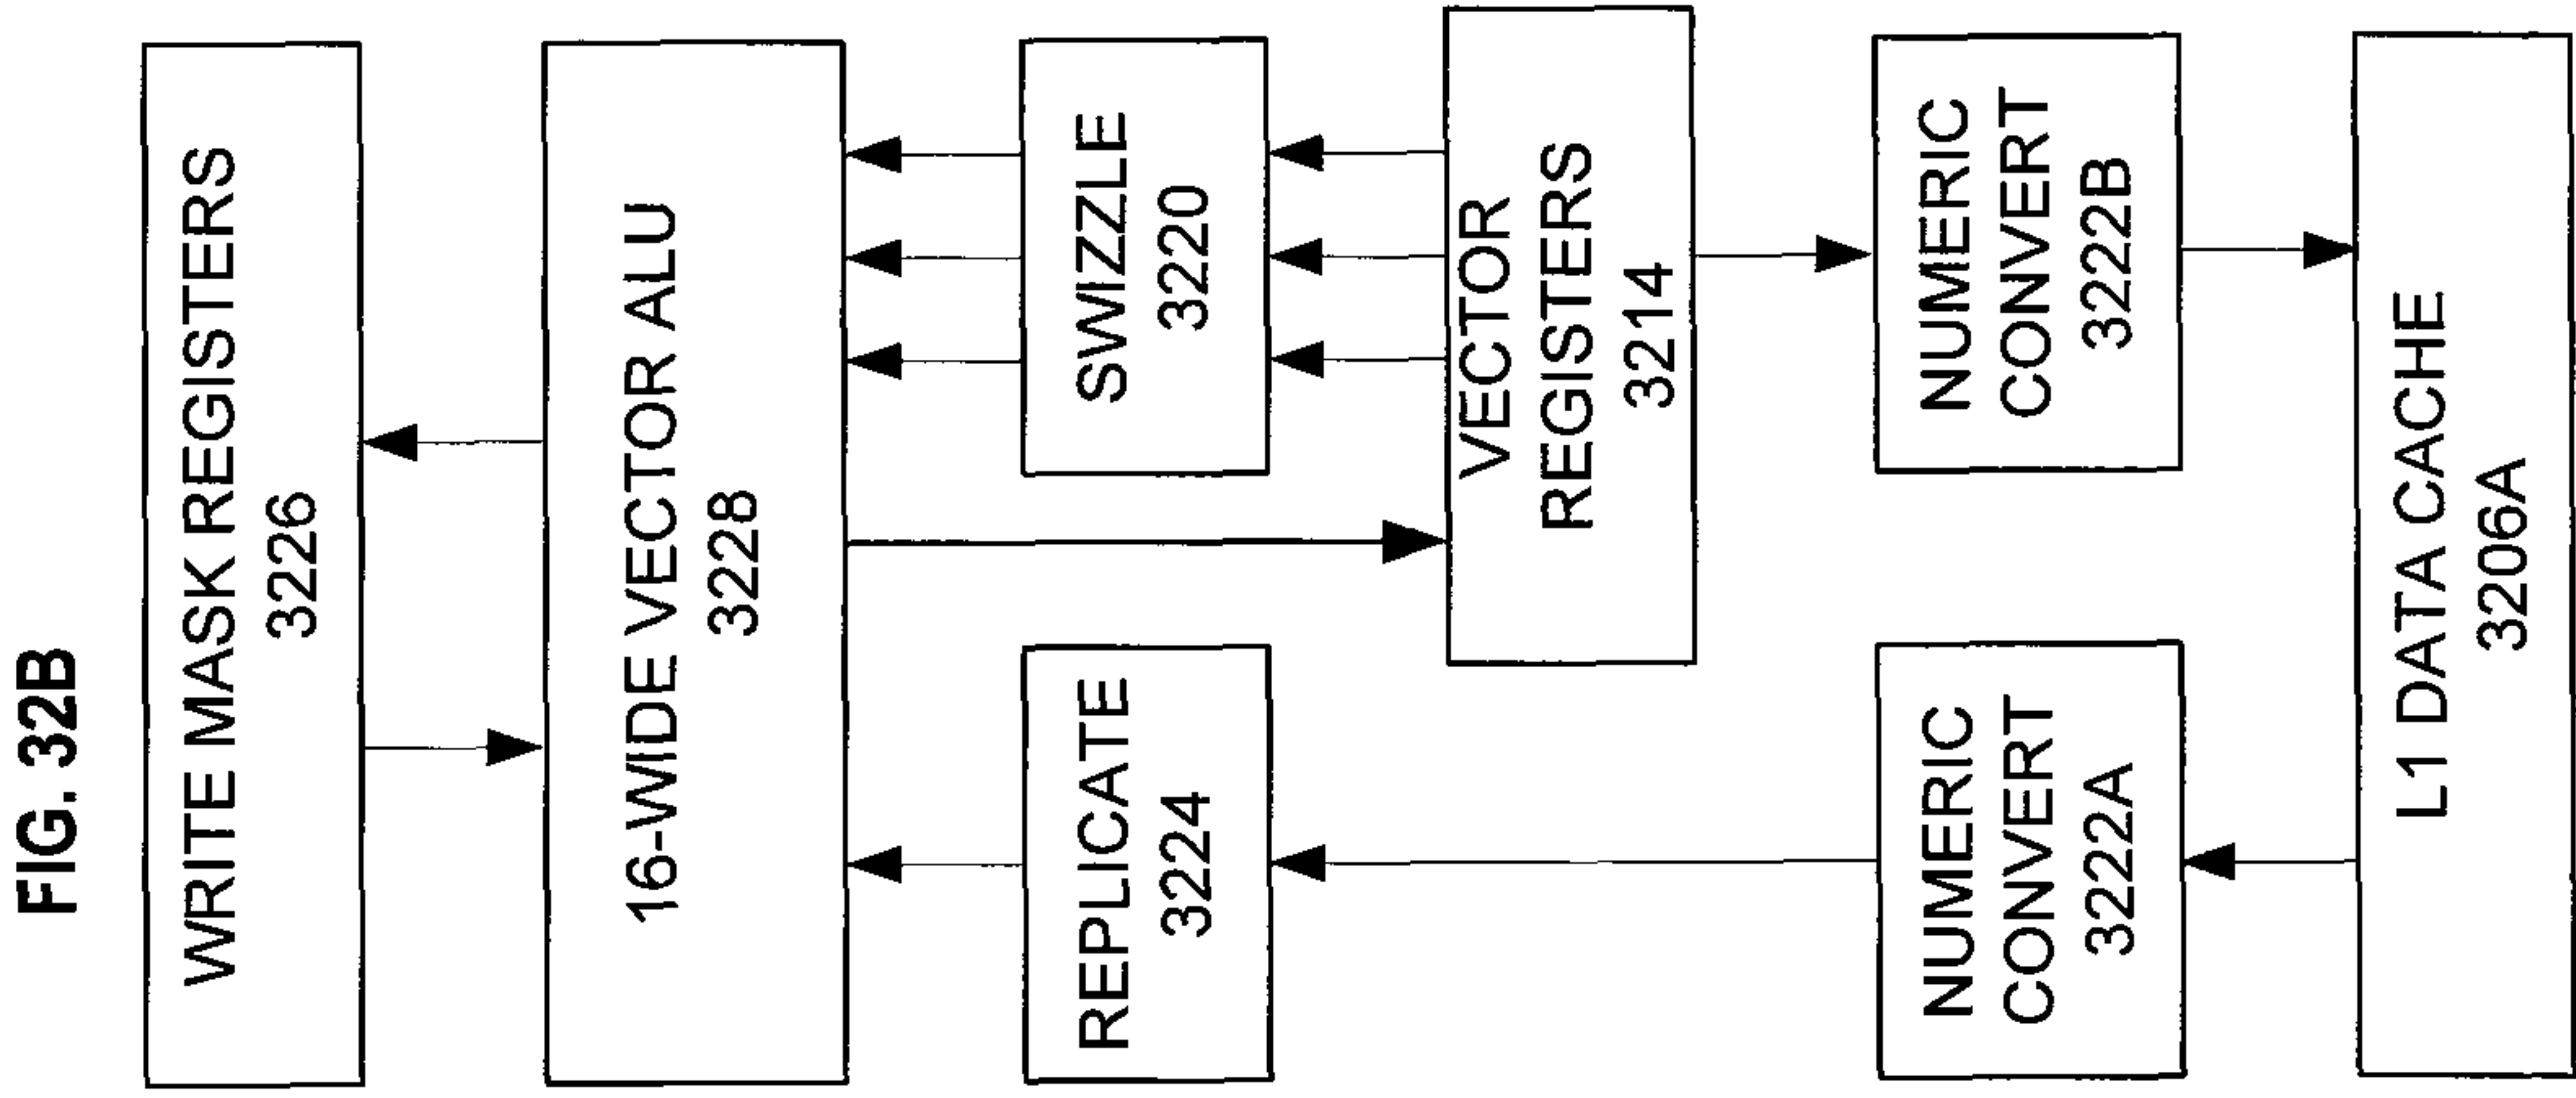 FIG. 32B
WRITE MASK REGISTERS
3226
16-WIDE VECTOR ALU
3228
REPLICATE
3224
SWIZZLE
3220
VECTOR
REGISTERS
3214
NUMERIC
CONVERT
3222A
NUMERIC
CONVERT
3222B
L1 DATA CACHE
3206A